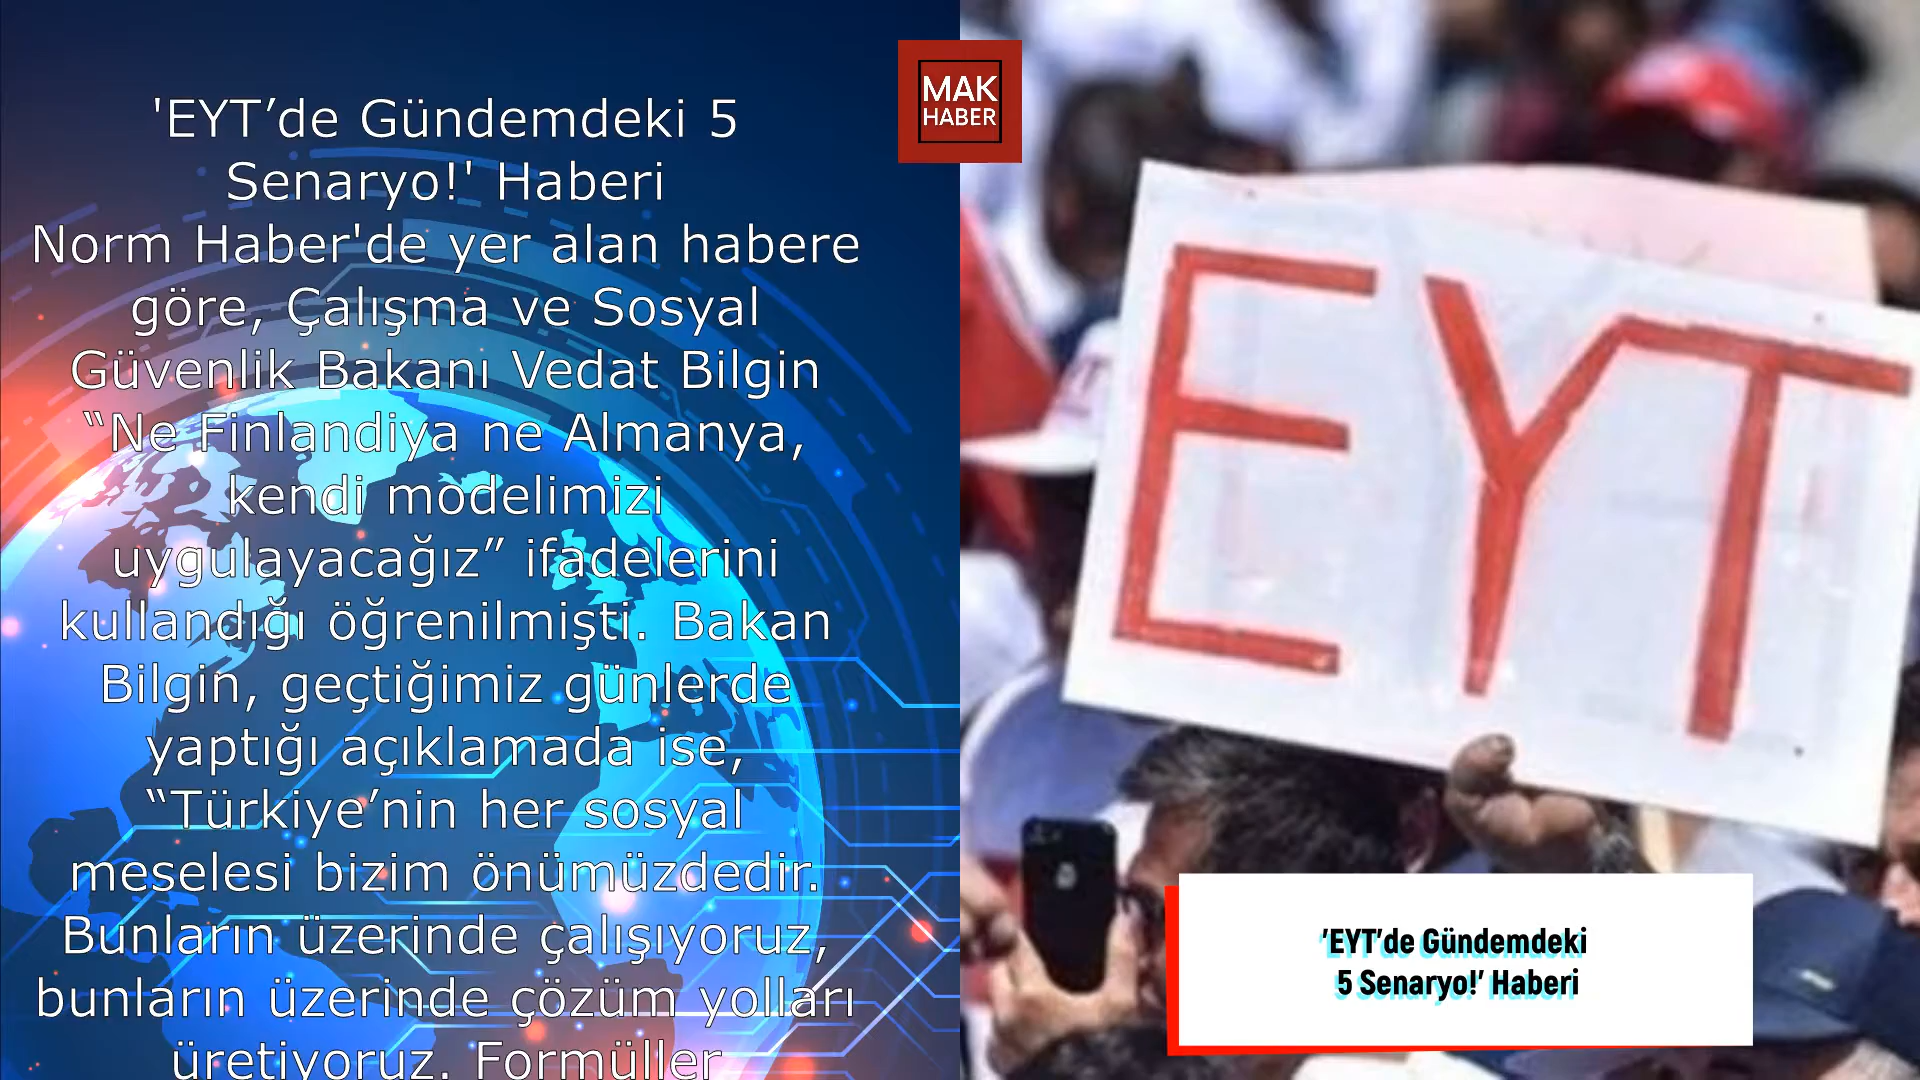 'EYT’de Gündemdeki 5
Senaryo!' Haberi
Norm Haber'de yer alan habere
göre, Çalışma ve Sosyal
Güvenlik Bakanı Vedat Bilgin
“Ne Finlandiya ne Almanya,
kendi modelimizi
uygulayacağız” ifadelerini
kullandığı öğrenilmişti. Bakan
Bilgin, geçtiğimiz günlerde
yaptığı açıklamada ise,
“Türkiye’nin her sosyal
meselesi bizim önümüzdedir.
Bunların üzerinde çalışıyoruz,
bunların üzerinde çözüm yolları
üretiyoruz. Formüller
MAK
HABER
EYT
'EYT'de Gündemdeki
5 Senaryo!' Haberi